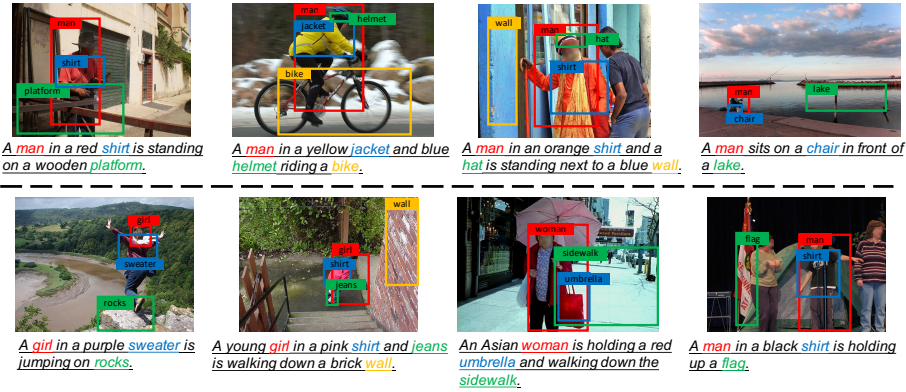 man
shirt
platform
A man in a red shirt is standing
on a wooden platform.
man
helmet
jacket
bike
A man in a yellow jacket and blue
helmet riding a bike.
wall
man
hat
shirt
A man in an orange shirt and a
hat is standing next to a blue wall.
man
lake
chair
A man sits on a chair in front of
a lake.
girl
sweater
rocks
A girl in a purple sweater is
jumping on rocks.
wall
girl
shirt
jeans
A young girl in a pink shirt and jeans
is walking down a brick wall.
woman
sidewalk
umbrella
An Asian woman is holding a red
umbrella and walking down the
sidewalk.
flag
man
shirt
A man in a black shirt is holding
up a flag.